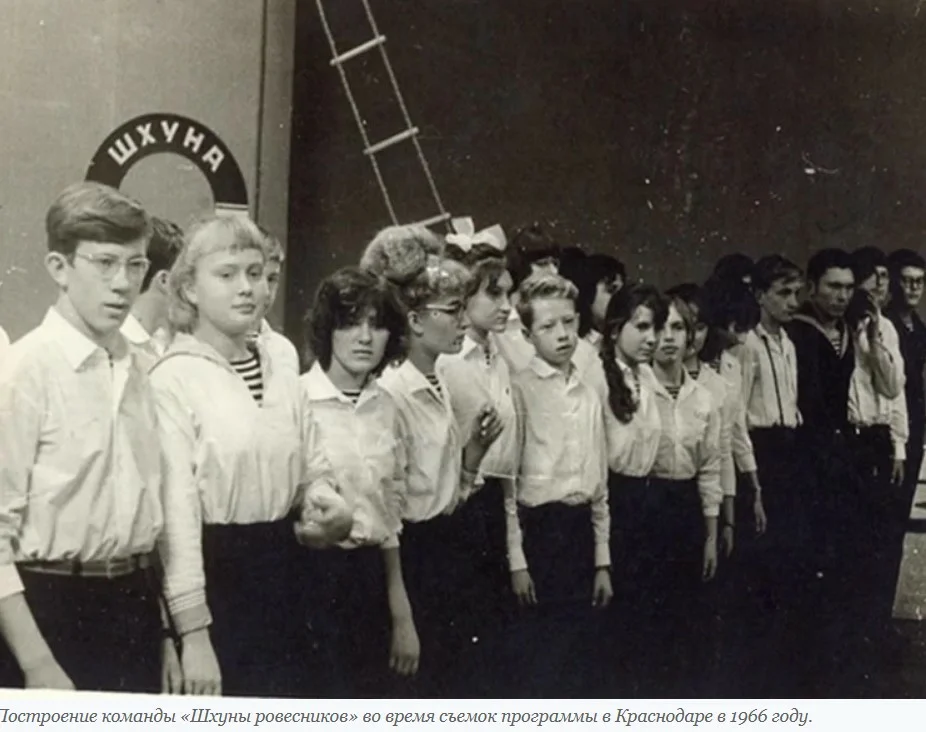 ШХУНА
Построение команды «Шхуны ровесников» во время съемок программы в Краснодаре в 1966 году.